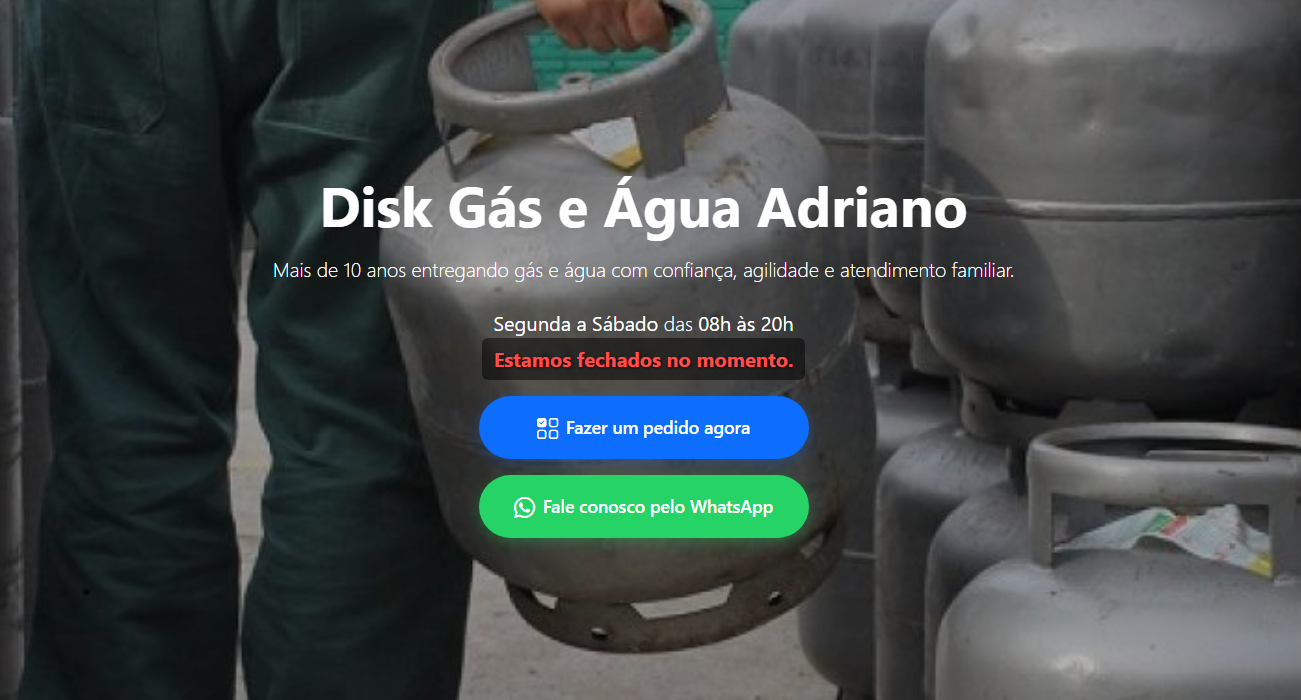 Disk Gás e Água Adriano
Mais de 10 anos entregando gás e água com confiança, agilidade e atendimento familiar.
Segunda a Sábado das 08h às 20h
Estamos fechados no momento.
Fazer um pedido agora
Fale conosco pelo WhatsApp